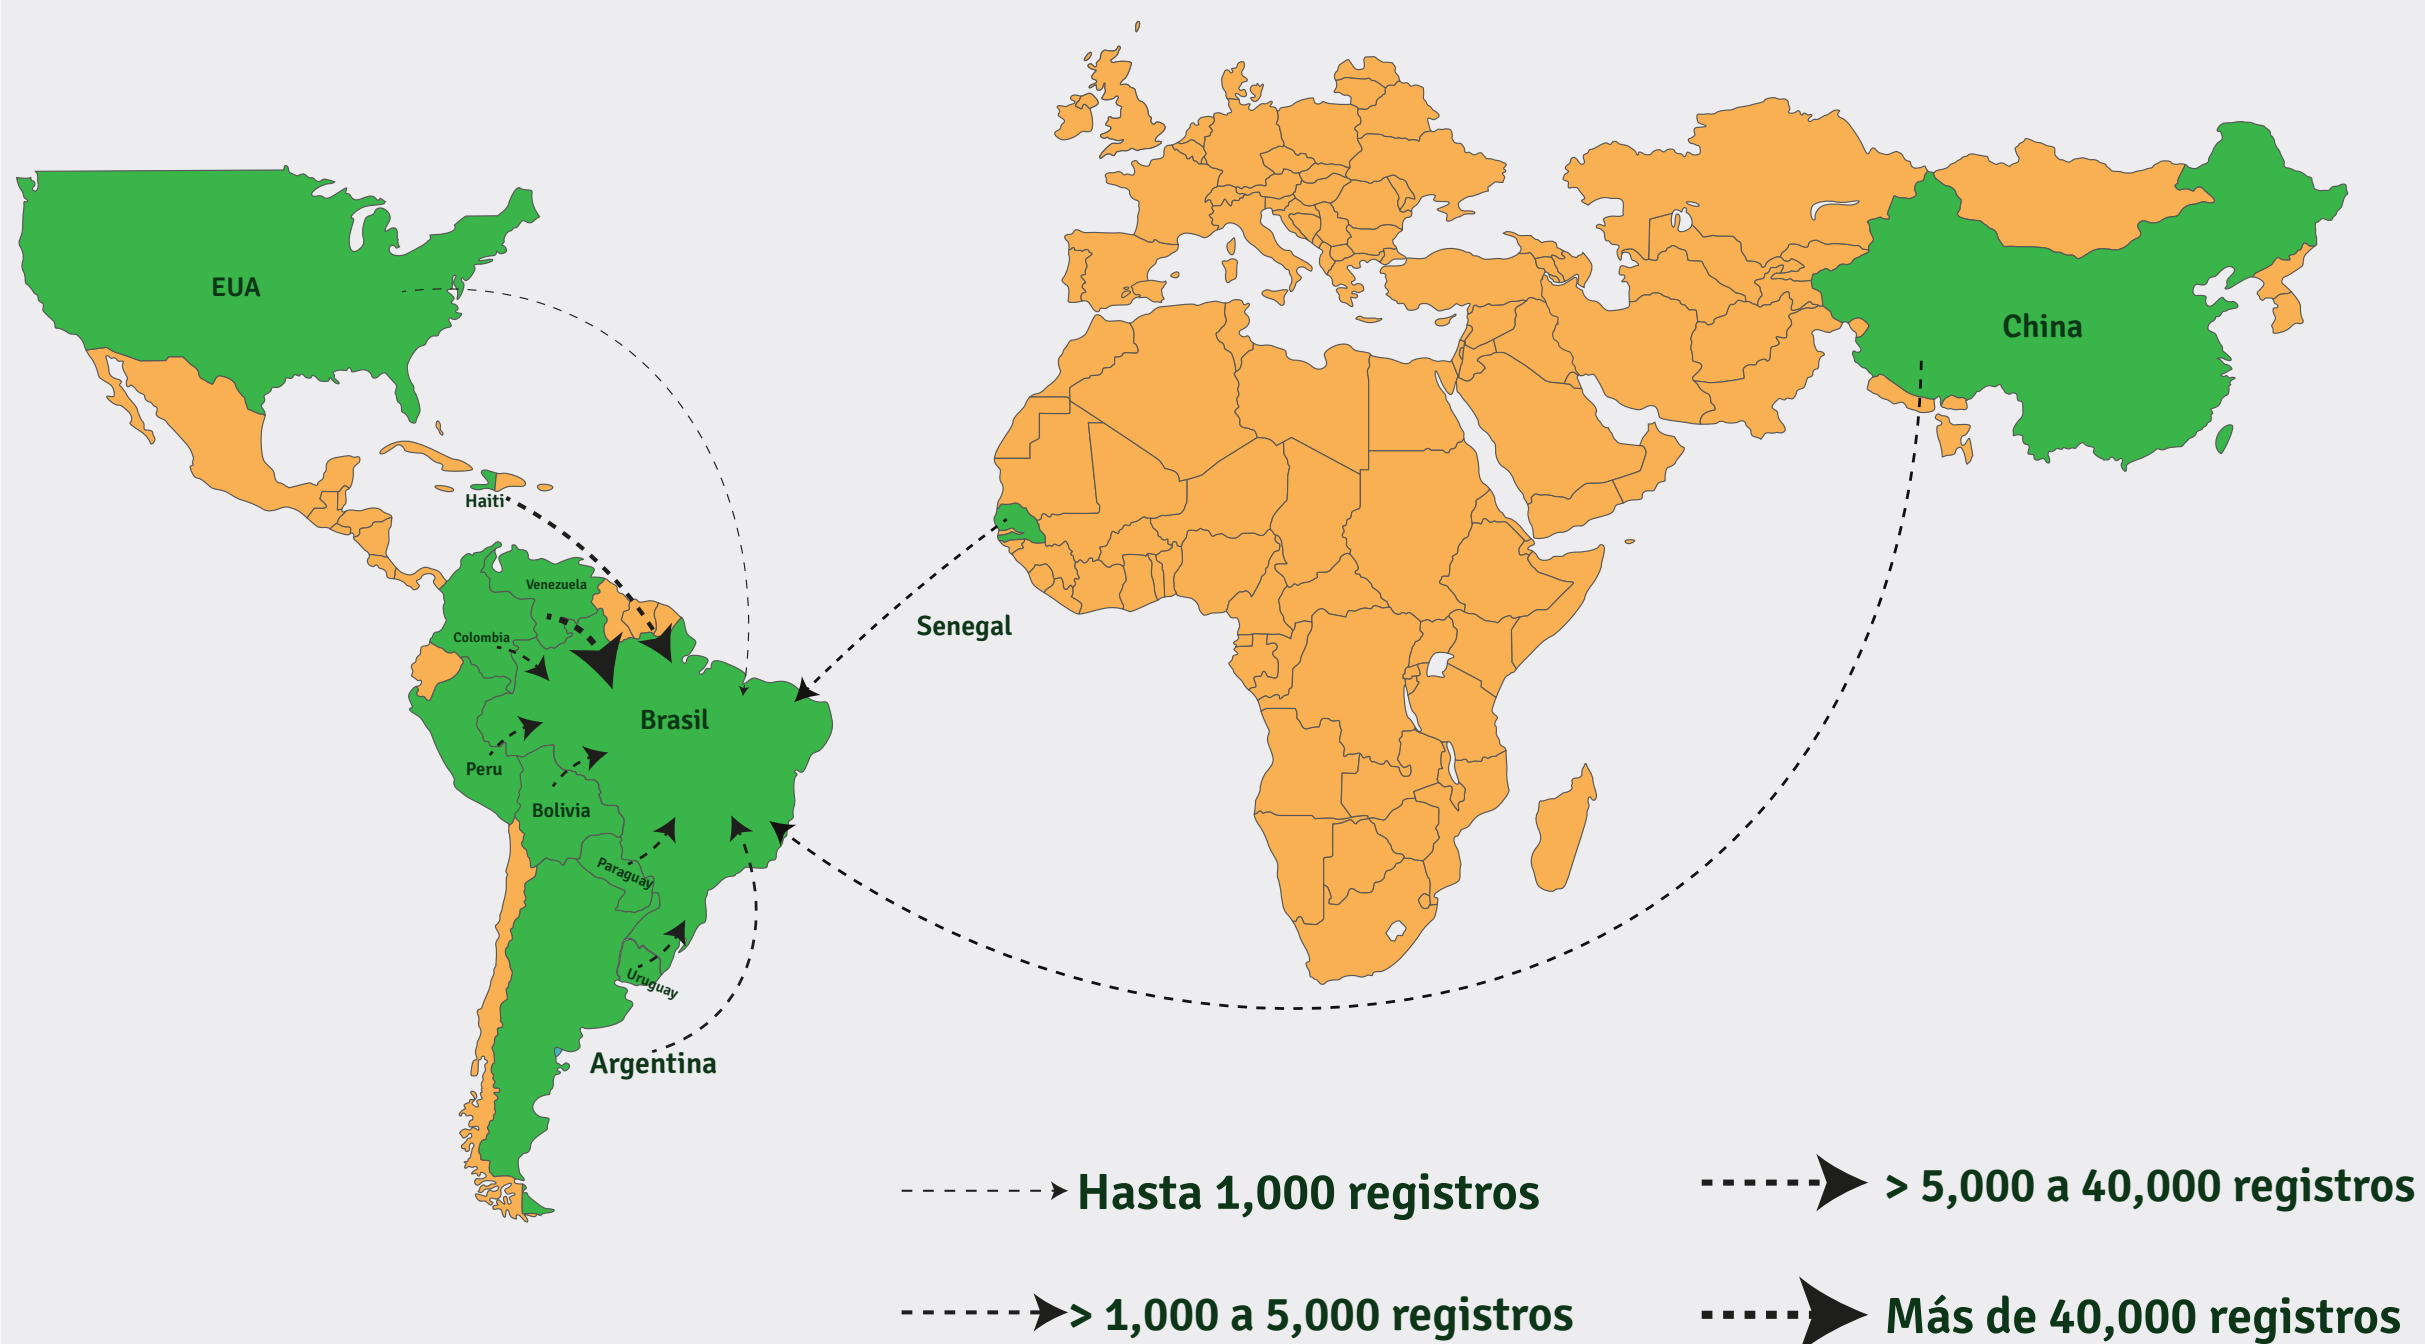 EUA
China
Haiti
Venezuela
Senegal
Colombia
Brasil
Peru
Bolivia
Paraguay
Uruguay
Argentina
Hasta 1,000 registros
> 5,000 a 40,000 registros
> 1,000 a 5,000 registros
Más de 40,000 registros